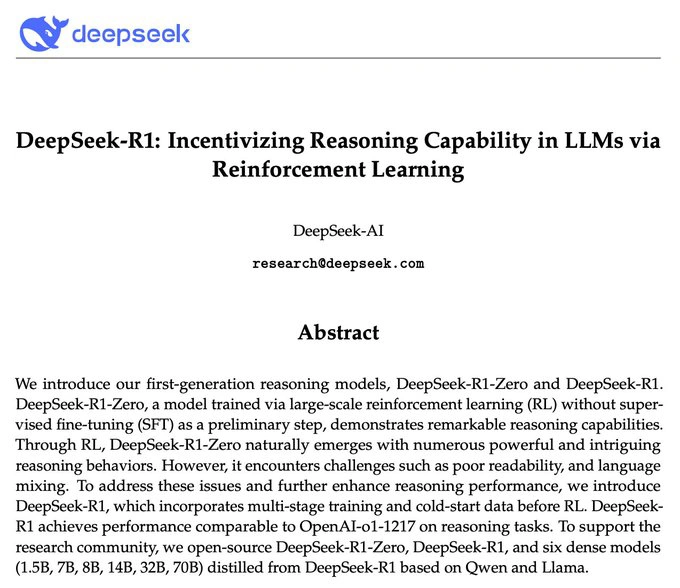 deepseek
DeepSeek-R1: Incentivizing Reasoning Capability in LLMs via
Reinforcement Learning
DeepSeek-AI
research@deepseek.com
Abstract
We introduce our first-generation reasoning models, DeepSeek-R1-Zero and DeepSeek-R1.
DeepSeek-R1-Zero, a model trained via large-scale reinforcement learning (RL) without super-
vised fine-tuning (SFT) as a preliminary step, demonstrates remarkable reasoning capabilities.
Through RL, DeepSeek-R1-Zero naturally emerges with numerous powerful and intriguing
reasoning behaviors. However, it encounters challenges such as poor readability, and language
mixing. To address these issues and further enhance reasoning performance, we introduce
DeepSeek-R1, which incorporates multi-stage training and cold-start data before RL. DeepSeek-
R1 achieves performance comparable to OpenAI-o1-1217 on reasoning tasks. To support the
research community, we open-source DeepSeek-R1-Zero, DeepSeek-R1, and six dense models
(1.5B, 7B, 8B, 14B, 32B, 70B) distilled from DeepSeek-R1 based on Qwen and Llama.